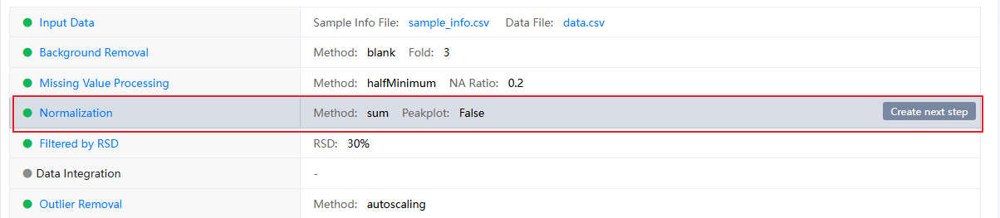 Input Data Sample Info File: sample_info.csv Data File: data.csv
Background Removal Method: blank Fold: 3
Missing Value Processing Method: halfMinimum NA Ratio: 0.2
Normalization Method: sum Peakplot: False Create next step
Filtered by RSD RSD: 30%
Data Integration -
Outlier Removal Method: autoscaling